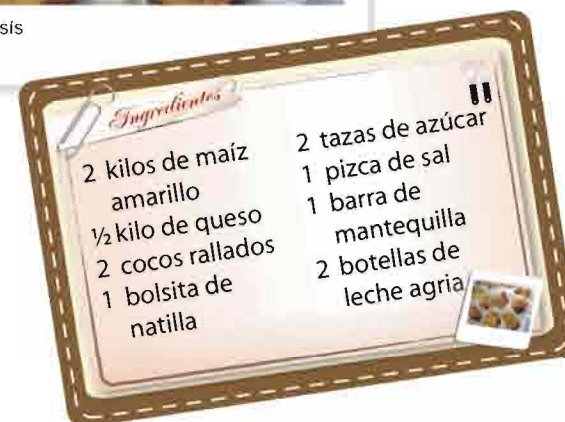 sís
Ingredientes
2 kilos de maíz
amarillo
½ kilo de queso
2 cocos rallados
1 bolsita de
natilla
2 tazas de azúcar
1 pizca de sal
1 barra de
mantequilla
2 botellas de
leche agria